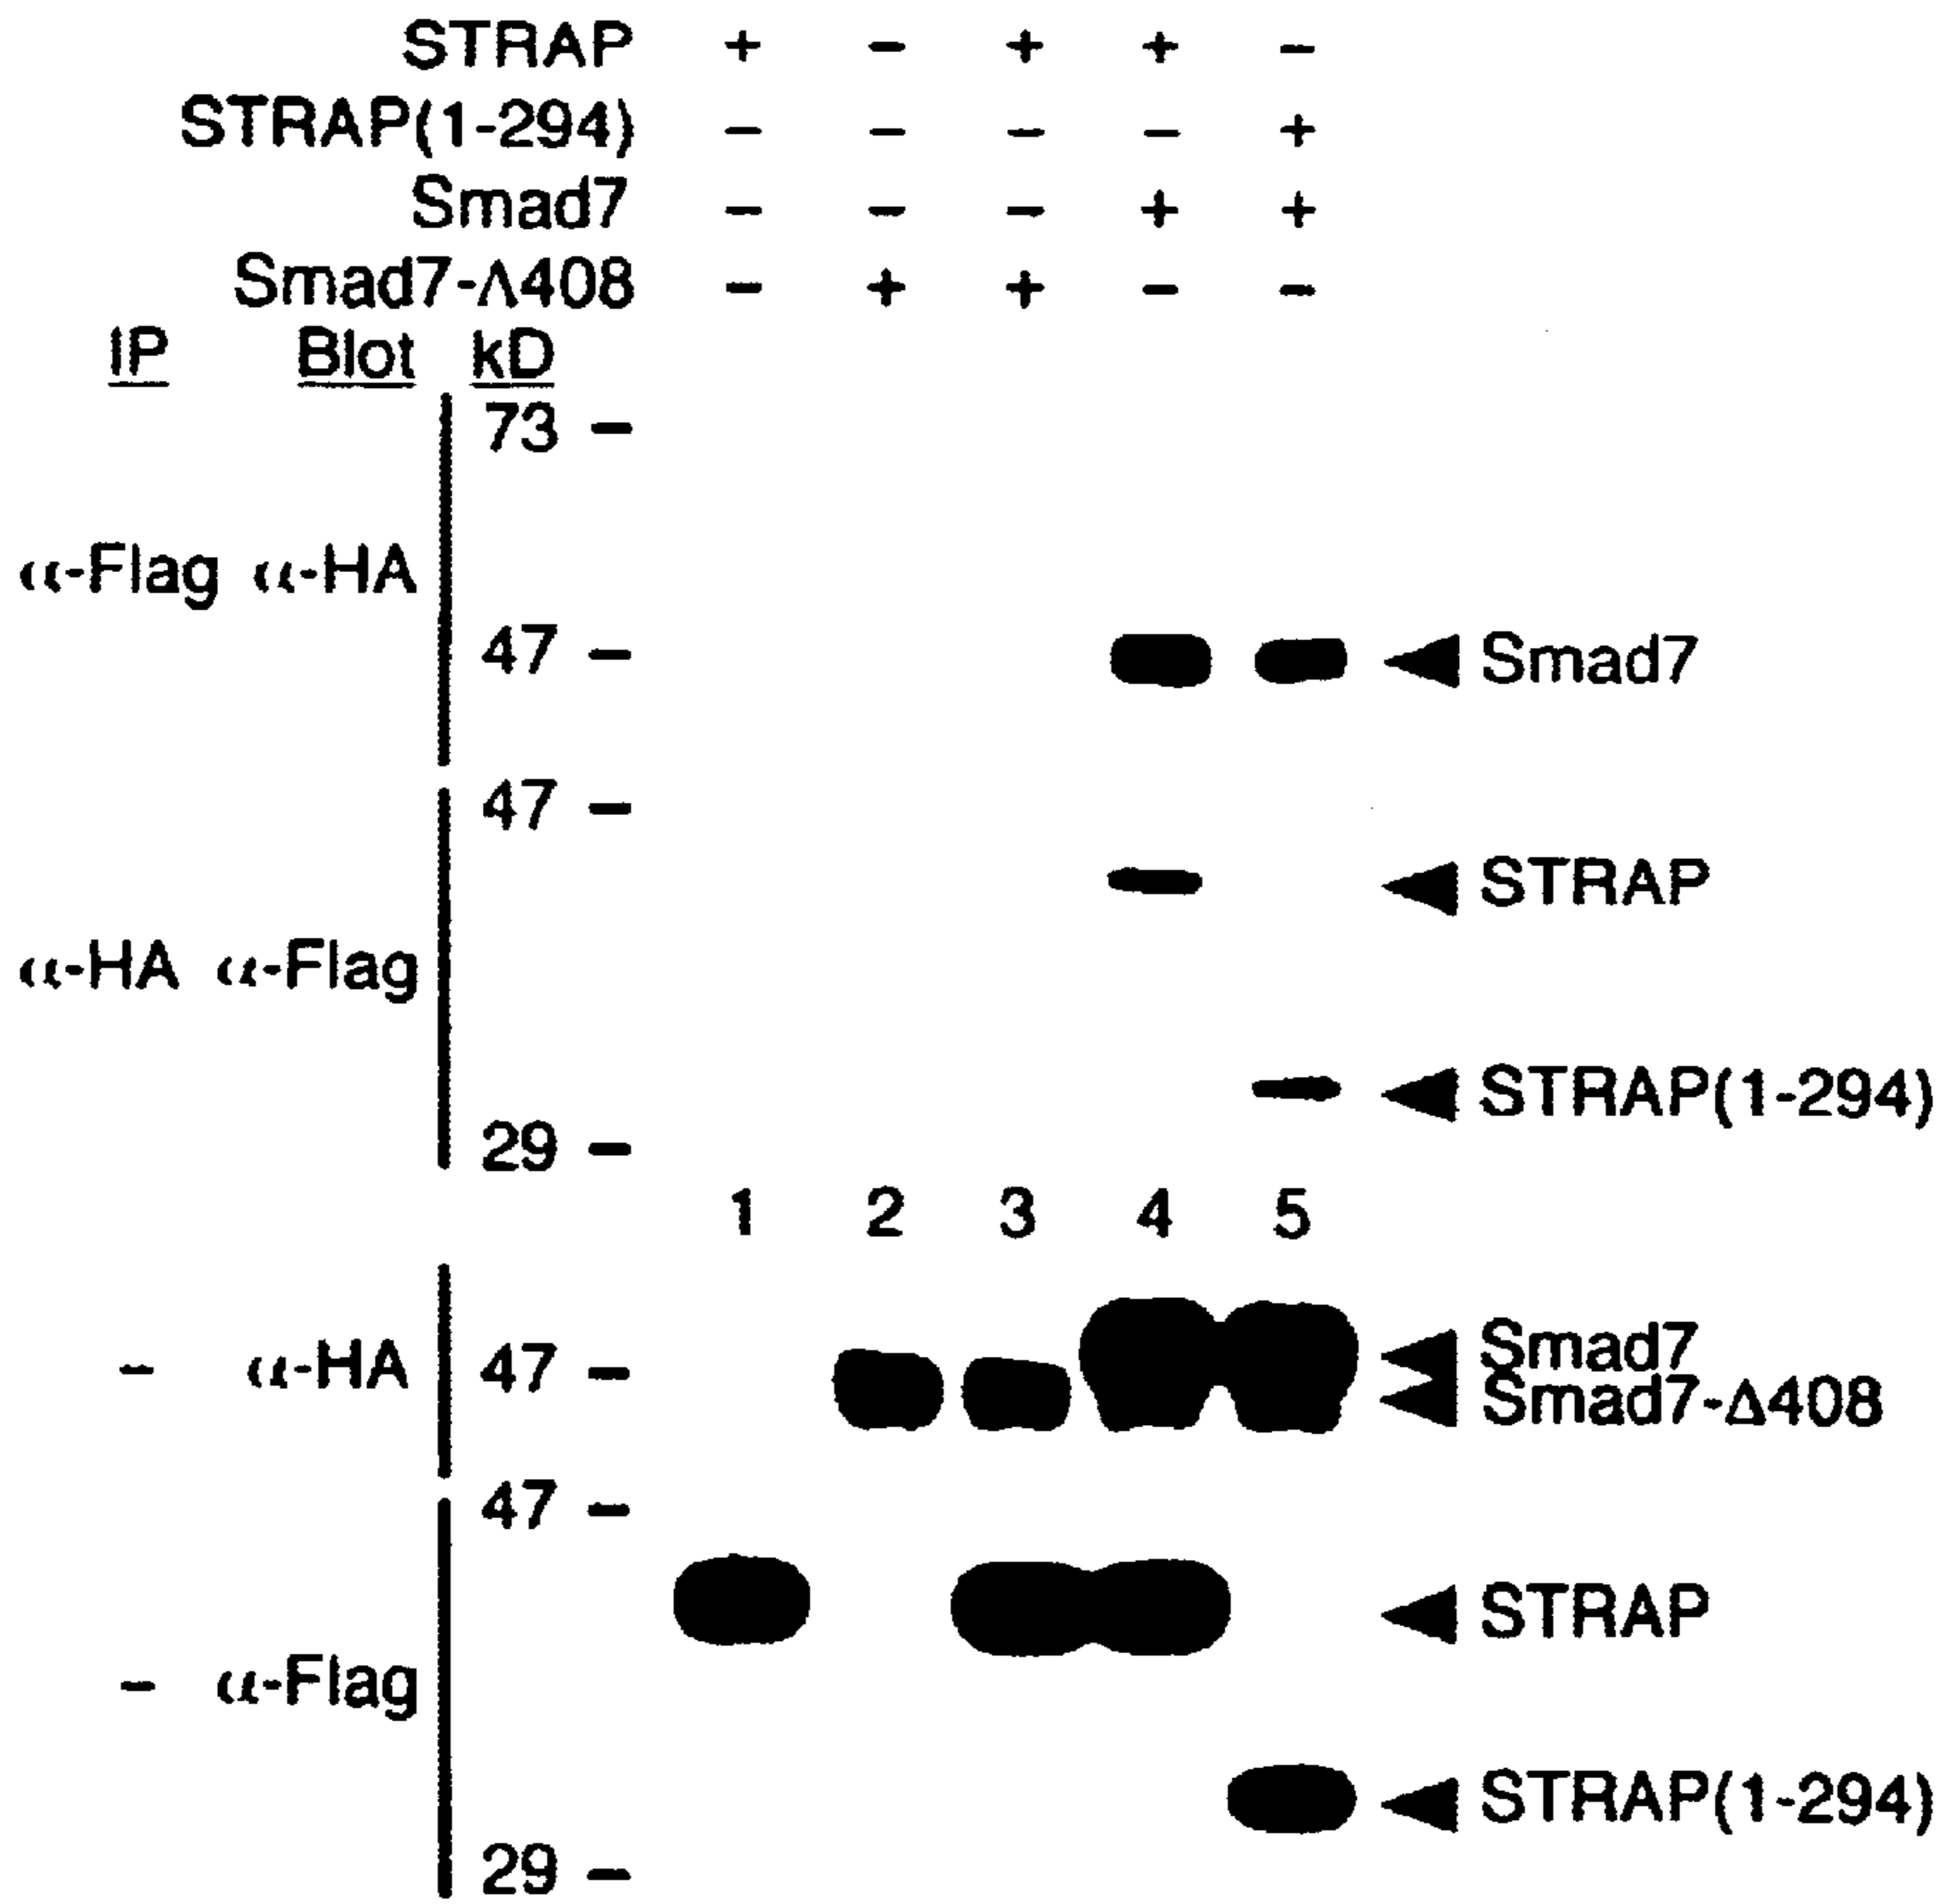 STRAP + − + + −
STRAP(1-294) − − − − +
Smad7 − − − + +
Smad7-Λ408 − + + − −
IP Blot kD
73 −
α-Flag α-HA
47 − Smad7
47 −
STRAP
α-HA α-Flag
STRAP(1-294)
29 −
1 2 3 4 5
Smad7
− α-HA 47 −
Smad7-Δ408
47 −
STRAP
− α-Flag
STRAP(1-294)
29 −